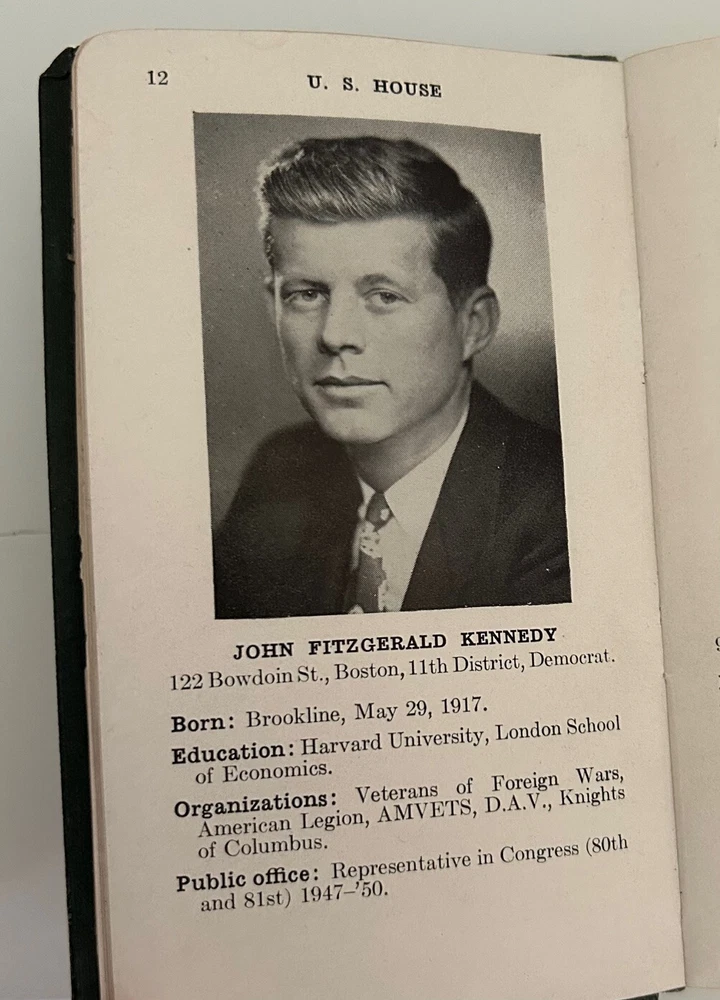 12
U. S. HOUSE
JOHN FITZGERALD KENNEDY
122 Bowdoin St., Boston, 11th District, Democrat.
Born: Brookline, May 29, 1917.
Education: Harvard University, London School
of Economics.
Organizations: Veterans of Foreign Wars,
American Legion, AMVETS, D.A.V., Knights
of Columbus.
Public office: Representative in Congress (80th
and 81st) 1947–'50.